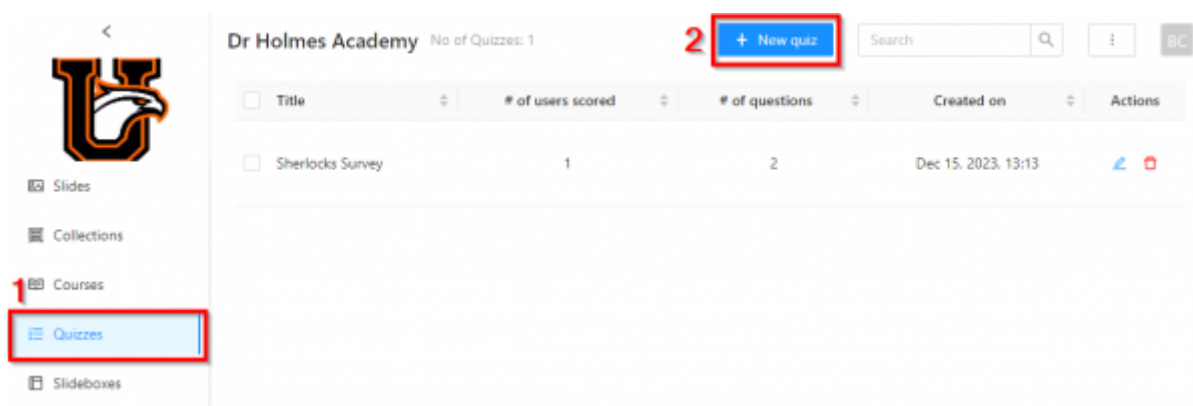 Dr Holmes Academy No of Quizzes: 1 2 + New quiz Search BC
Title # of users scored # of questions Created on Actions
Sherlocks Survey 1 2 Dec 15, 2023, 13:13
U
Slides
Collections
1 Courses
Quizzes
Slideboxes